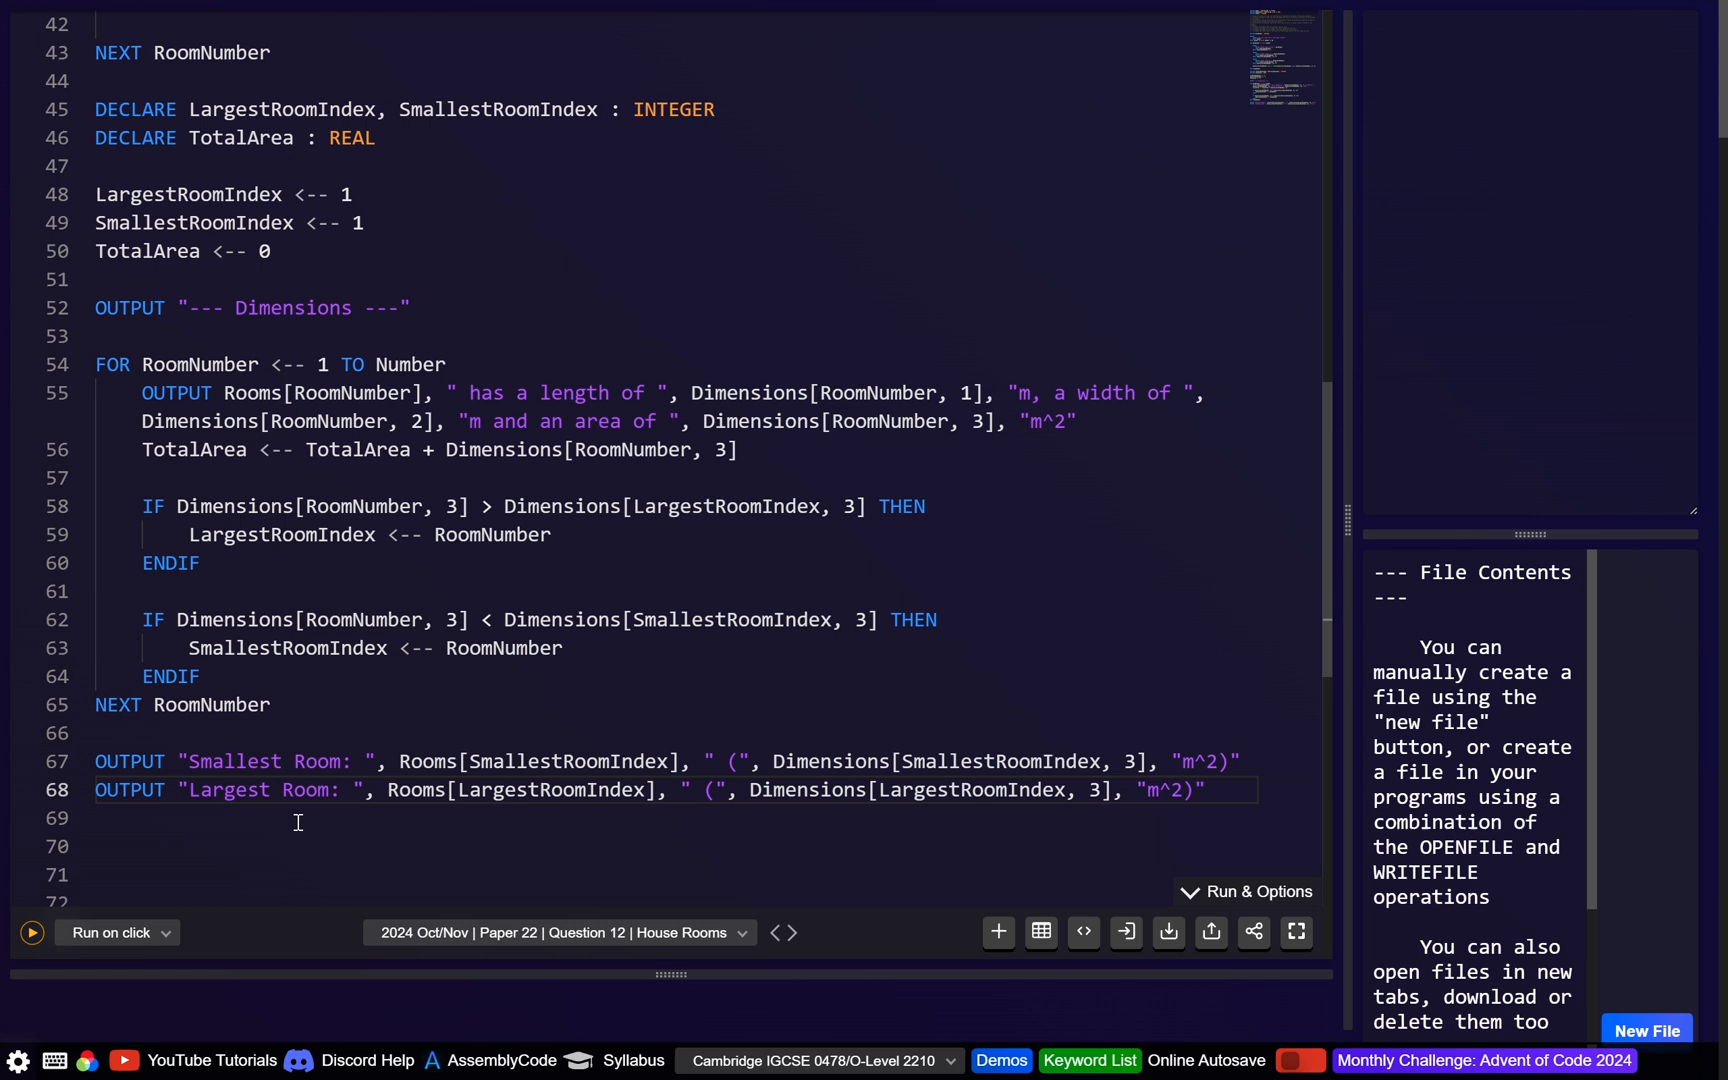 42
43 NEXT RoomNumber
44
45 DECLARE LargestRoomIndex, SmallestRoomIndex : INTEGER
46 DECLARE TotalArea : REAL
47
48 LargestRoomIndex <-- 1
49 SmallestRoomIndex <-- 1
50 TotalArea <-- 0
51
52 OUTPUT "--- Dimensions ---"
53
54 FOR RoomNumber <-- 1 TO Number
55 OUTPUT Rooms[RoomNumber], " has a length of ", Dimensions[RoomNumber, 1], "m, a width of ",
Dimensions[RoomNumber, 2], "m and an area of ", Dimensions[RoomNumber, 3], "m^2"
56 TotalArea <-- TotalArea + Dimensions[RoomNumber, 3]
57
58 IF Dimensions[RoomNumber, 3] > Dimensions[LargestRoomIndex, 3] THEN
59 LargestRoomIndex <-- RoomNumber
60 ENDIF
61
62 IF Dimensions[RoomNumber, 3] < Dimensions[SmallestRoomIndex, 3] THEN
63 SmallestRoomIndex <-- RoomNumber
64 ENDIF
65 NEXT RoomNumber
66
67 OUTPUT "Smallest Room: ", Rooms[SmallestRoomIndex], " (", Dimensions[SmallestRoomIndex, 3], "m^2)"
68 OUTPUT "Largest Room: ", Rooms[LargestRoomIndex], " (", Dimensions[LargestRoomIndex, 3], "m^2)"
69
70
71
72
Run & Options
Run on click
2024 Oct/Nov | Paper 22 | Question 12 | House Rooms
--- File Contents
---
You can
manually create a
file using the
"new file"
button, or create
a file in your
programs using a
combination of
the OPENFILE and
WRITEFILE
operations
You can also
open files in new
tabs, download or
delete them too
New File
YouTube Tutorials Discord Help AssemblyCode Syllabus Cambridge IGCSE 0478/O-Level 2210 Demos Keyword List Online Autosave Monthly Challenge: Advent of Code 2024